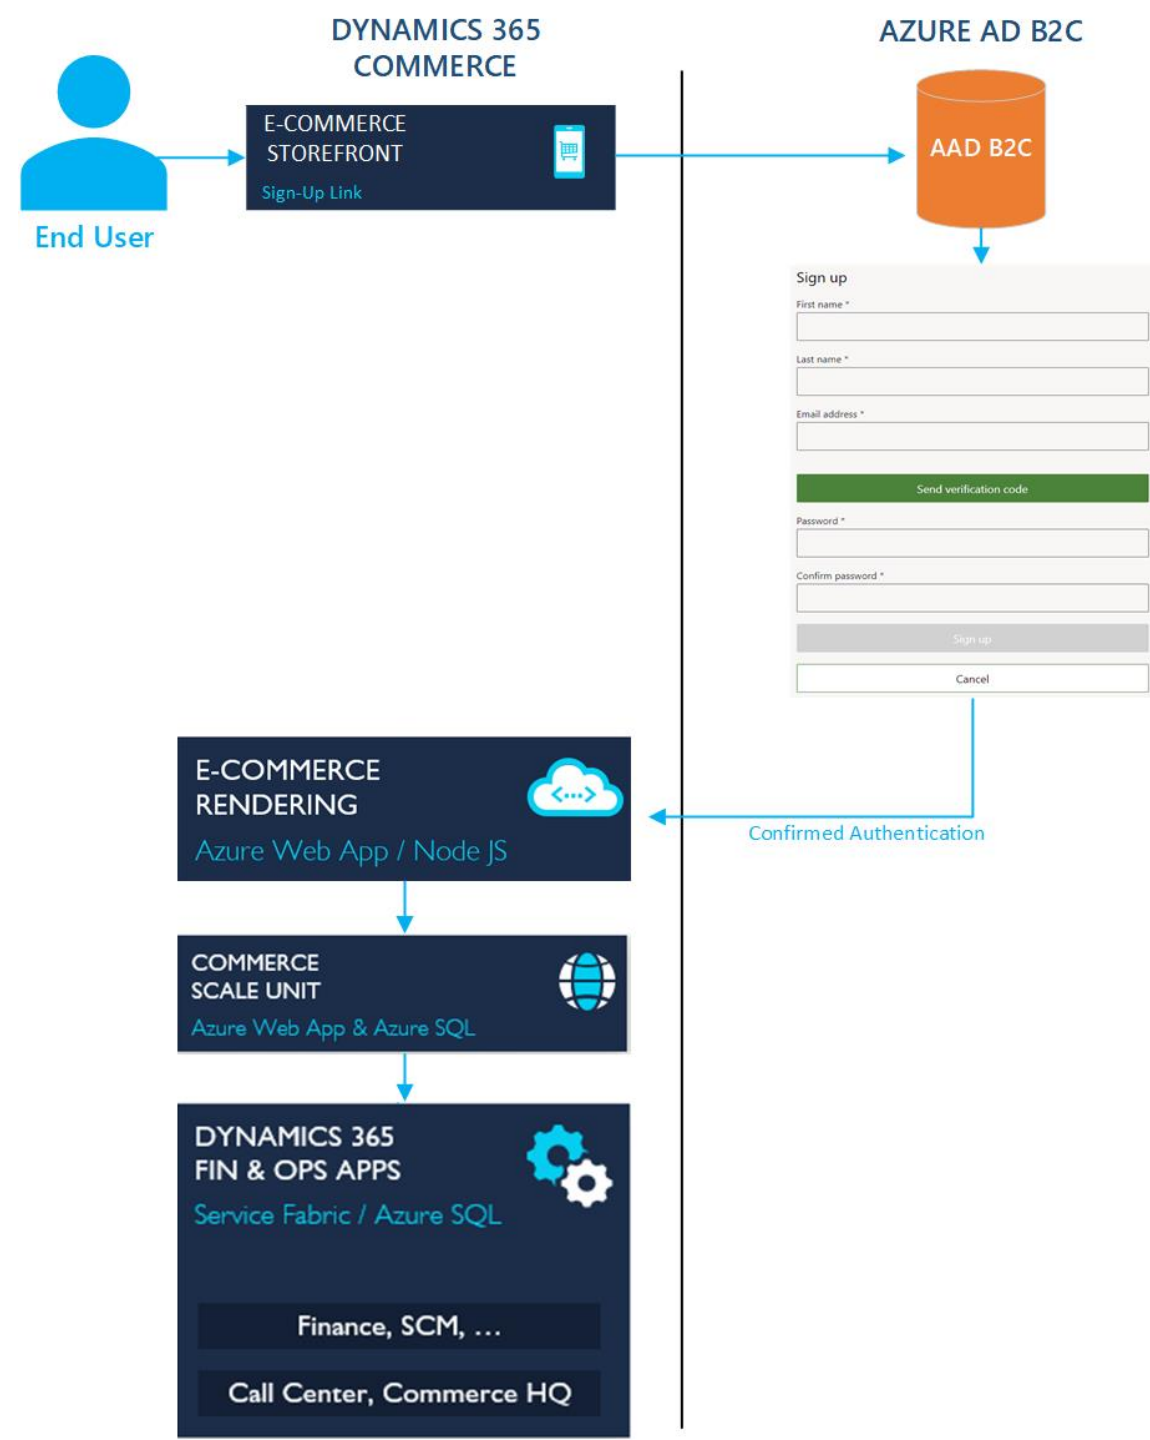 DYNAMICS 365
COMMERCE
AZURE AD B2C
E-COMMERCE
STOREFRONT
Sign-Up Link
AAD B2C
End User
Sign up
First name *
Last name *
Email address *
Send verification code
Password *
Confirm password *
Sign up
Cancel
E-COMMERCE
RENDERING
Azure Web App / Node JS
Confirmed Authentication
COMMERCE
SCALE UNIT
Azure Web App & Azure SQL
DYNAMICS 365
FIN & OPS APPS
Service Fabric / Azure SQL
Finance, SCM, ...
Call Center, Commerce HQ